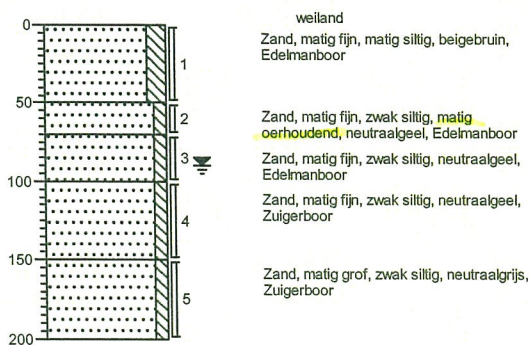 weiland
0
Zand, matig fijn, matig siltig, beigebruin,
Edelmanboor
1
50
Zand, matig fijn, zwak siltig, matig
oerhoudend, neutraalgeel, Edelmanboor
2
Zand, matig fijn, zwak siltig, neutraalgeel,
Edelmanboor
3
100
Zand, matig fijn, zwak siltig, neutraalgeel,
Zuigerboor
4
150
Zand, matig grof, zwak siltig, neutraalgrijs,
Zuigerboor
5
200